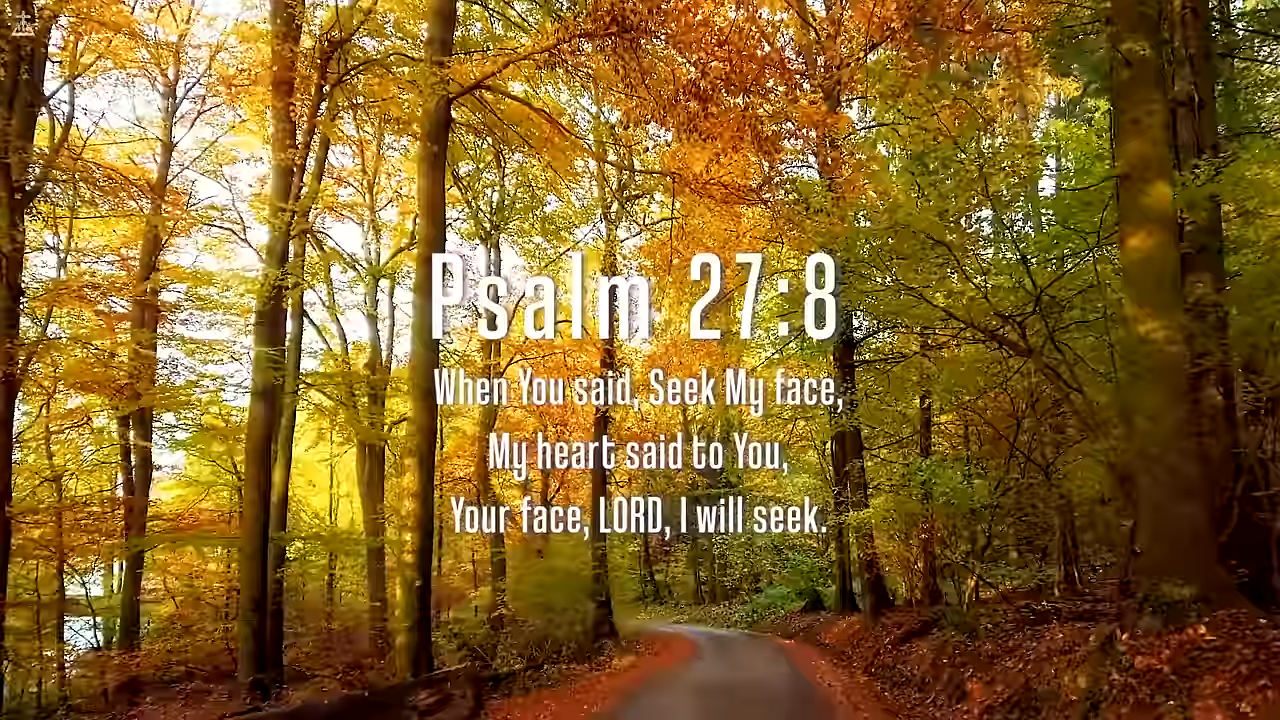 Psalm 27:8
When You said, Seek My face,
My heart said to You,
Your face, LORD, I will seek.